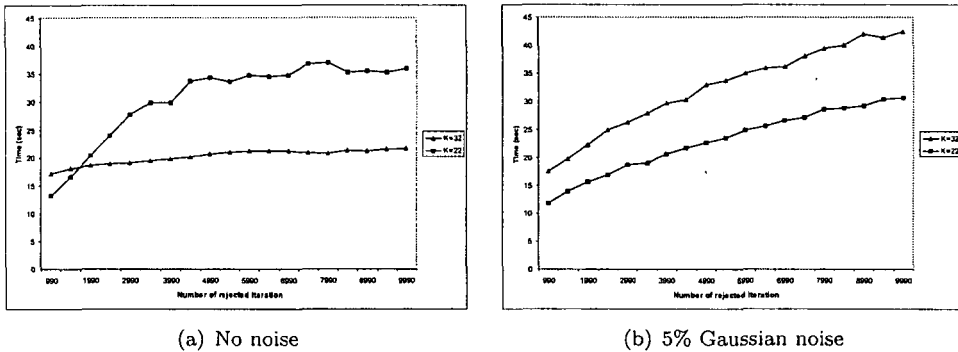 45
40
35
30
25
20
15
10
5
0
Time (sec)
990 1990 2990 3990 4990 5990 6990 7990 8990 9990
Number of rejected iteration
K=32
K=22
(a) No noise
45
40
35
30
25
20
15
10
5
0
Time (sec)
990 1990 2990 3990 4990 5990 6990 7990 8990 9990
Number of rejected iteration
K=32
K=22
(b) 5% Gaussian noise